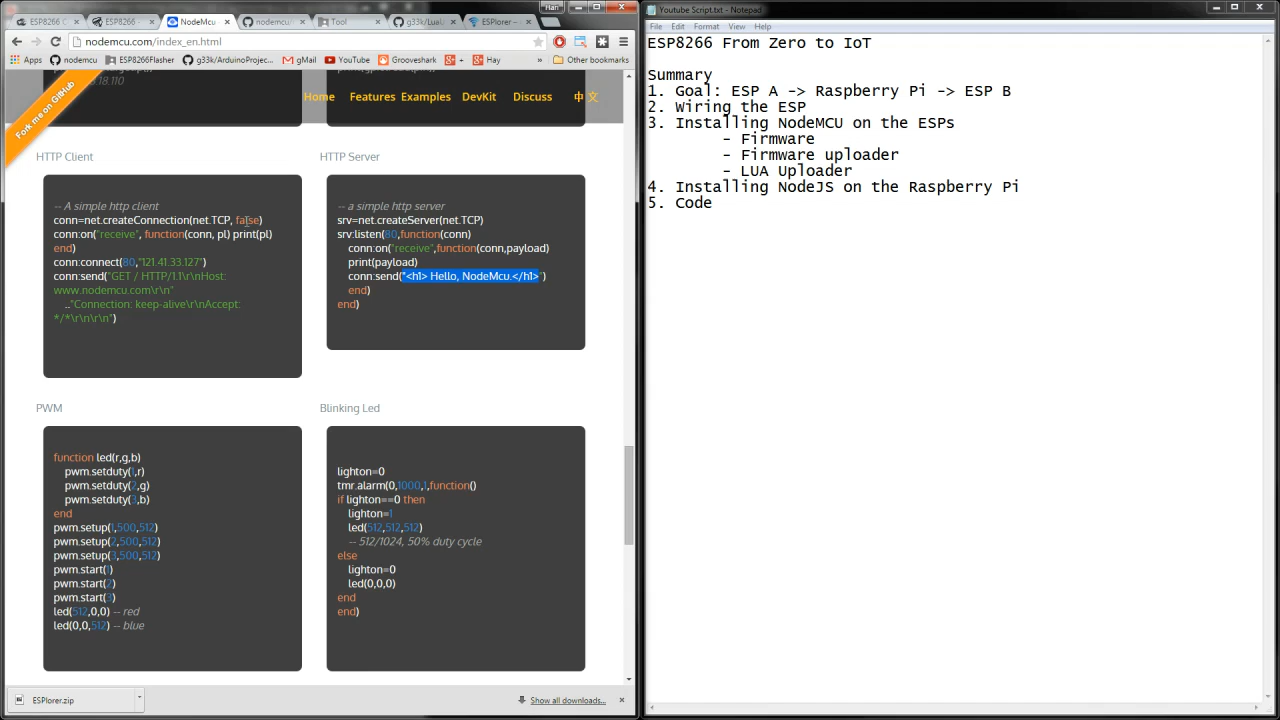 Han
ESP8266
NodeMcu
nodemcu
Tool
g33k/LuaL
ESPlorer –
nodemcu.com/index_en.html
Apps
nodemcu
ESP8266Flasher
g33k/ArduinoProjec...
gMail
YouTube
Grooveshark
+
Hay
»
Other bookmarks
Fork me on GitHub
.18.110
Home Features Examples DevKit Discuss 中 文
HTTP Client
-- A simple http client
conn=net.createConnection(net.TCP, false)
conn:on("receive", function(conn, pl) print(pl)
end)
conn:connect(80,"121.41.33.127")
conn:send("GET / HTTP/1.1\r\nHost:
www.nodemcu.com\r\n"
.."Connection: keep-alive\r\nAccept:
*/*\r\n\r\n")
HTTP Server
-- a simple http server
srv=net.createServer(net.TCP)
srv:listen(80,function(conn)
conn:on("receive",function(conn,payload)
print(payload)
conn:send("<h1> Hello, NodeMcu.</h1>")
end)
end)
PWM
function led(r,g,b)
pwm.setduty(1,r)
pwm.setduty(2,g)
pwm.setduty(3,b)
end
pwm.setup(1,500,512)
pwm.setup(2,500,512)
pwm.setup(3,500,512)
pwm.start(1)
pwm.start(2)
pwm.start(3)
led(512,0,0) -- red
led(0,0,512) -- blue
Blinking Led
lighton=0
tmr.alarm(0,1000,1,function()
if lighton==0 then
lighton=1
led(512,512,512)
-- 512/1024, 50% duty cycle
else
lighton=0
led(0,0,0)
end
end)
ESPlorer.zip
Show all downloads...
Youtube Script.txt - Notepad
File Edit Format View Help
ESP8266 From Zero to IoT
Summary
1. Goal: ESP A -> Raspberry Pi -> ESP B
2. Wiring the ESP
3. Installing NodeMCU on the ESPs
- Firmware
- Firmware uploader
- LUA Uploader
4. Installing NodeJS on the Raspberry Pi
5. Code